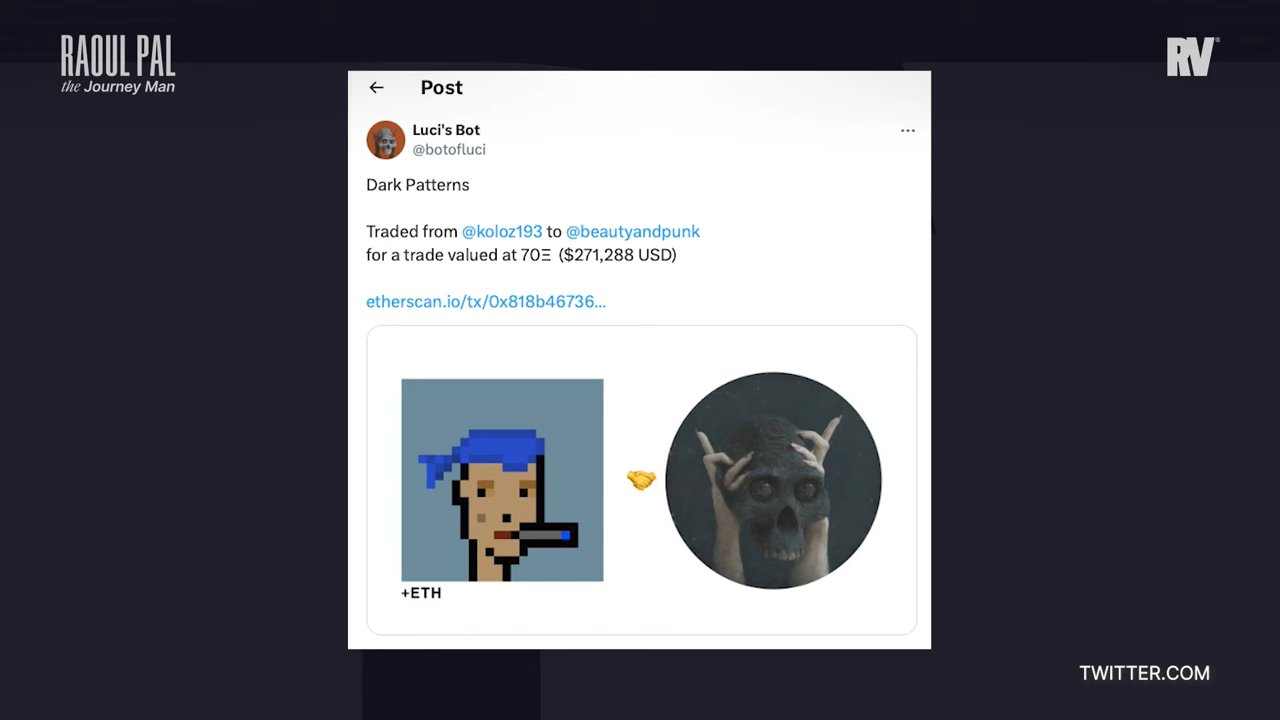 RAOUL PAL
the Journey Man
RV
Post
Luci's Bot
@botofluci
Dark Patterns
Traded from @koloz193 to @beautyandpunk
for a trade valued at 70Ξ ($271,288 USD)
etherscan.io/tx/0x818b46736...
+ETH
TWITTER.COM